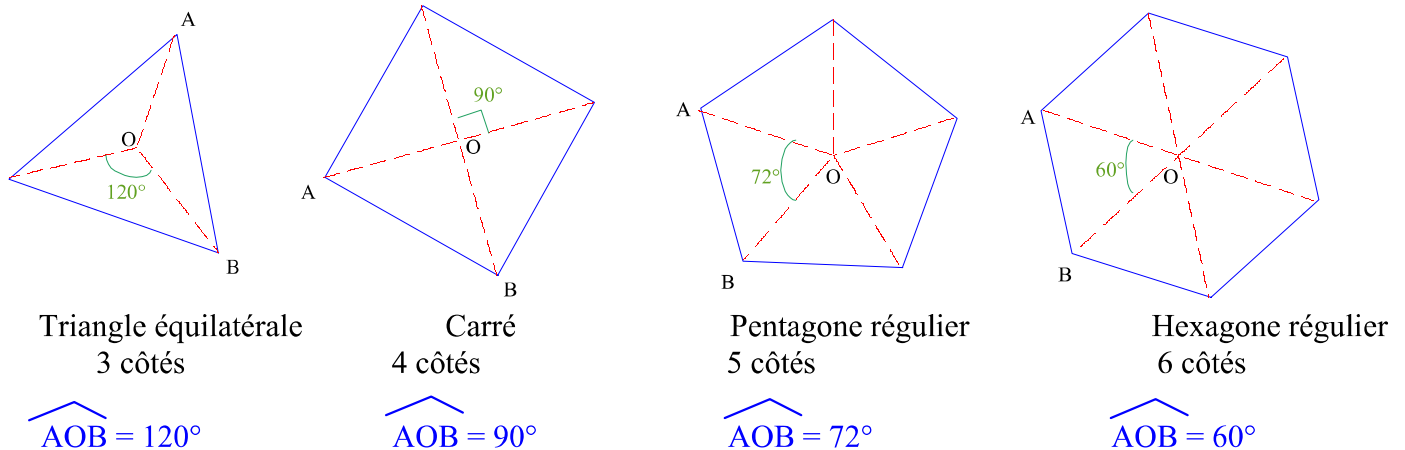 A
O
120°
B
90°
O
A
B
A
72°
O
B
A
60°
O
B
Triangle équilatérale
3 côtés
Carré
4 côtés
Pentagone régulier
5 côtés
Hexagone régulier
6 côtés
AOB = 120°
AOB = 90°
AOB = 72°
AOB = 60°